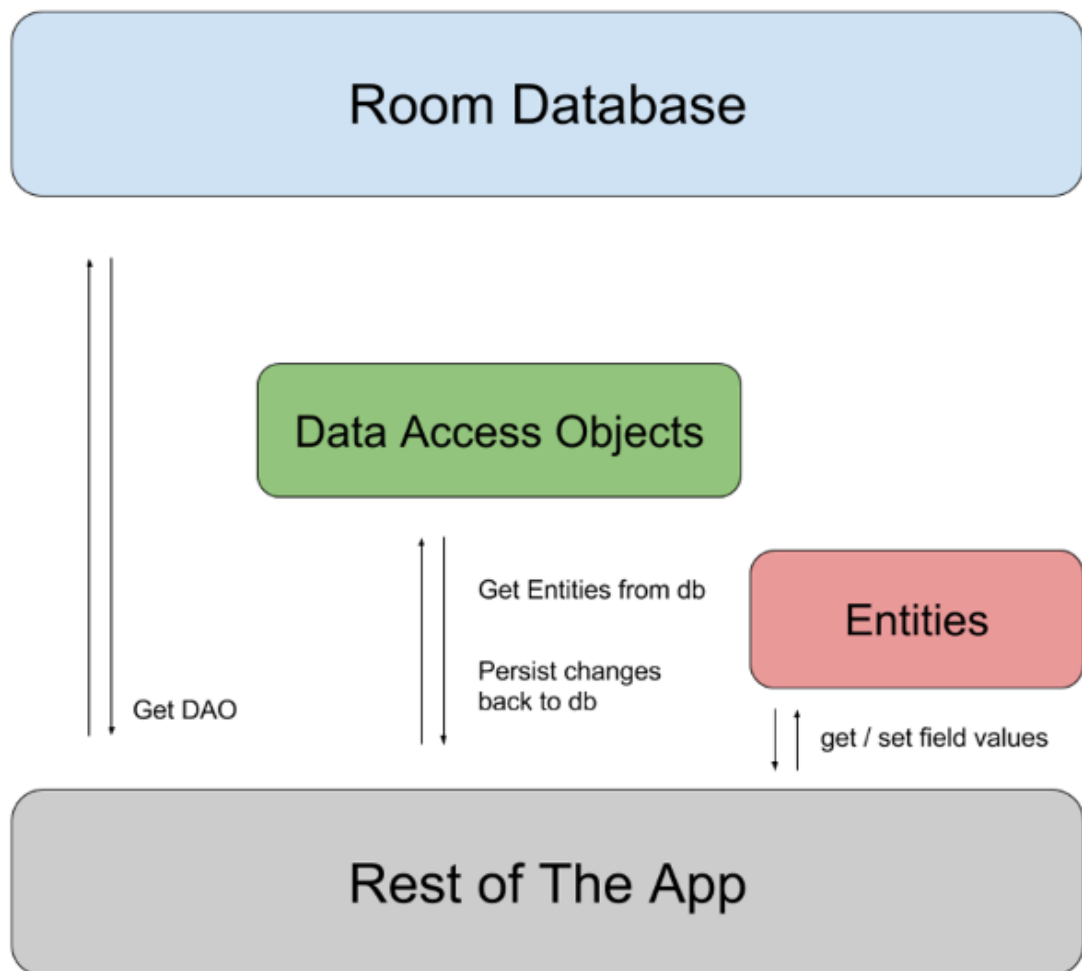 Room Database
Data Access Objects
Get Entities from db
Entities
Persist changes
back to db
Get DAO
get / set field values
Rest of The App